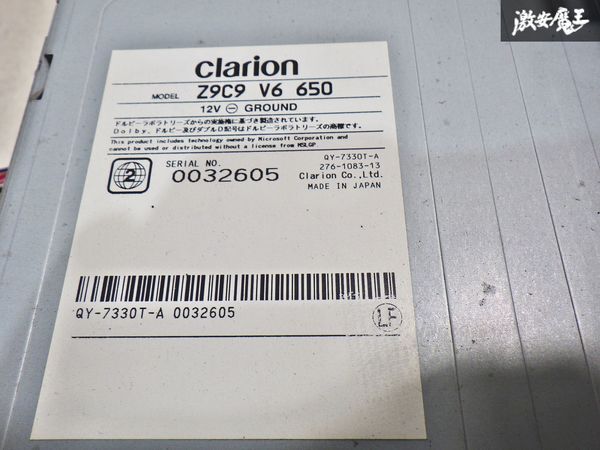 激安魔王
clarion
MODEL Z9C9 V6 650
12V ⊖ GROUND
ドルビーラボラトリーズからの実施権に基づき製造されています。
Dolby、ドルビー及びダブルD記号はドルビーラボラトリーズの商標です。
This product includes technology owned by Microsoft Corporation and
cannot be used or distributed without a license from MSLGP
2
SERIAL NO.
0032605
QY-7330T-A
276-1083-13
Clarion Co.,Ltd.
MADE IN JAPAN
QY-7330T-A 0032605
LF